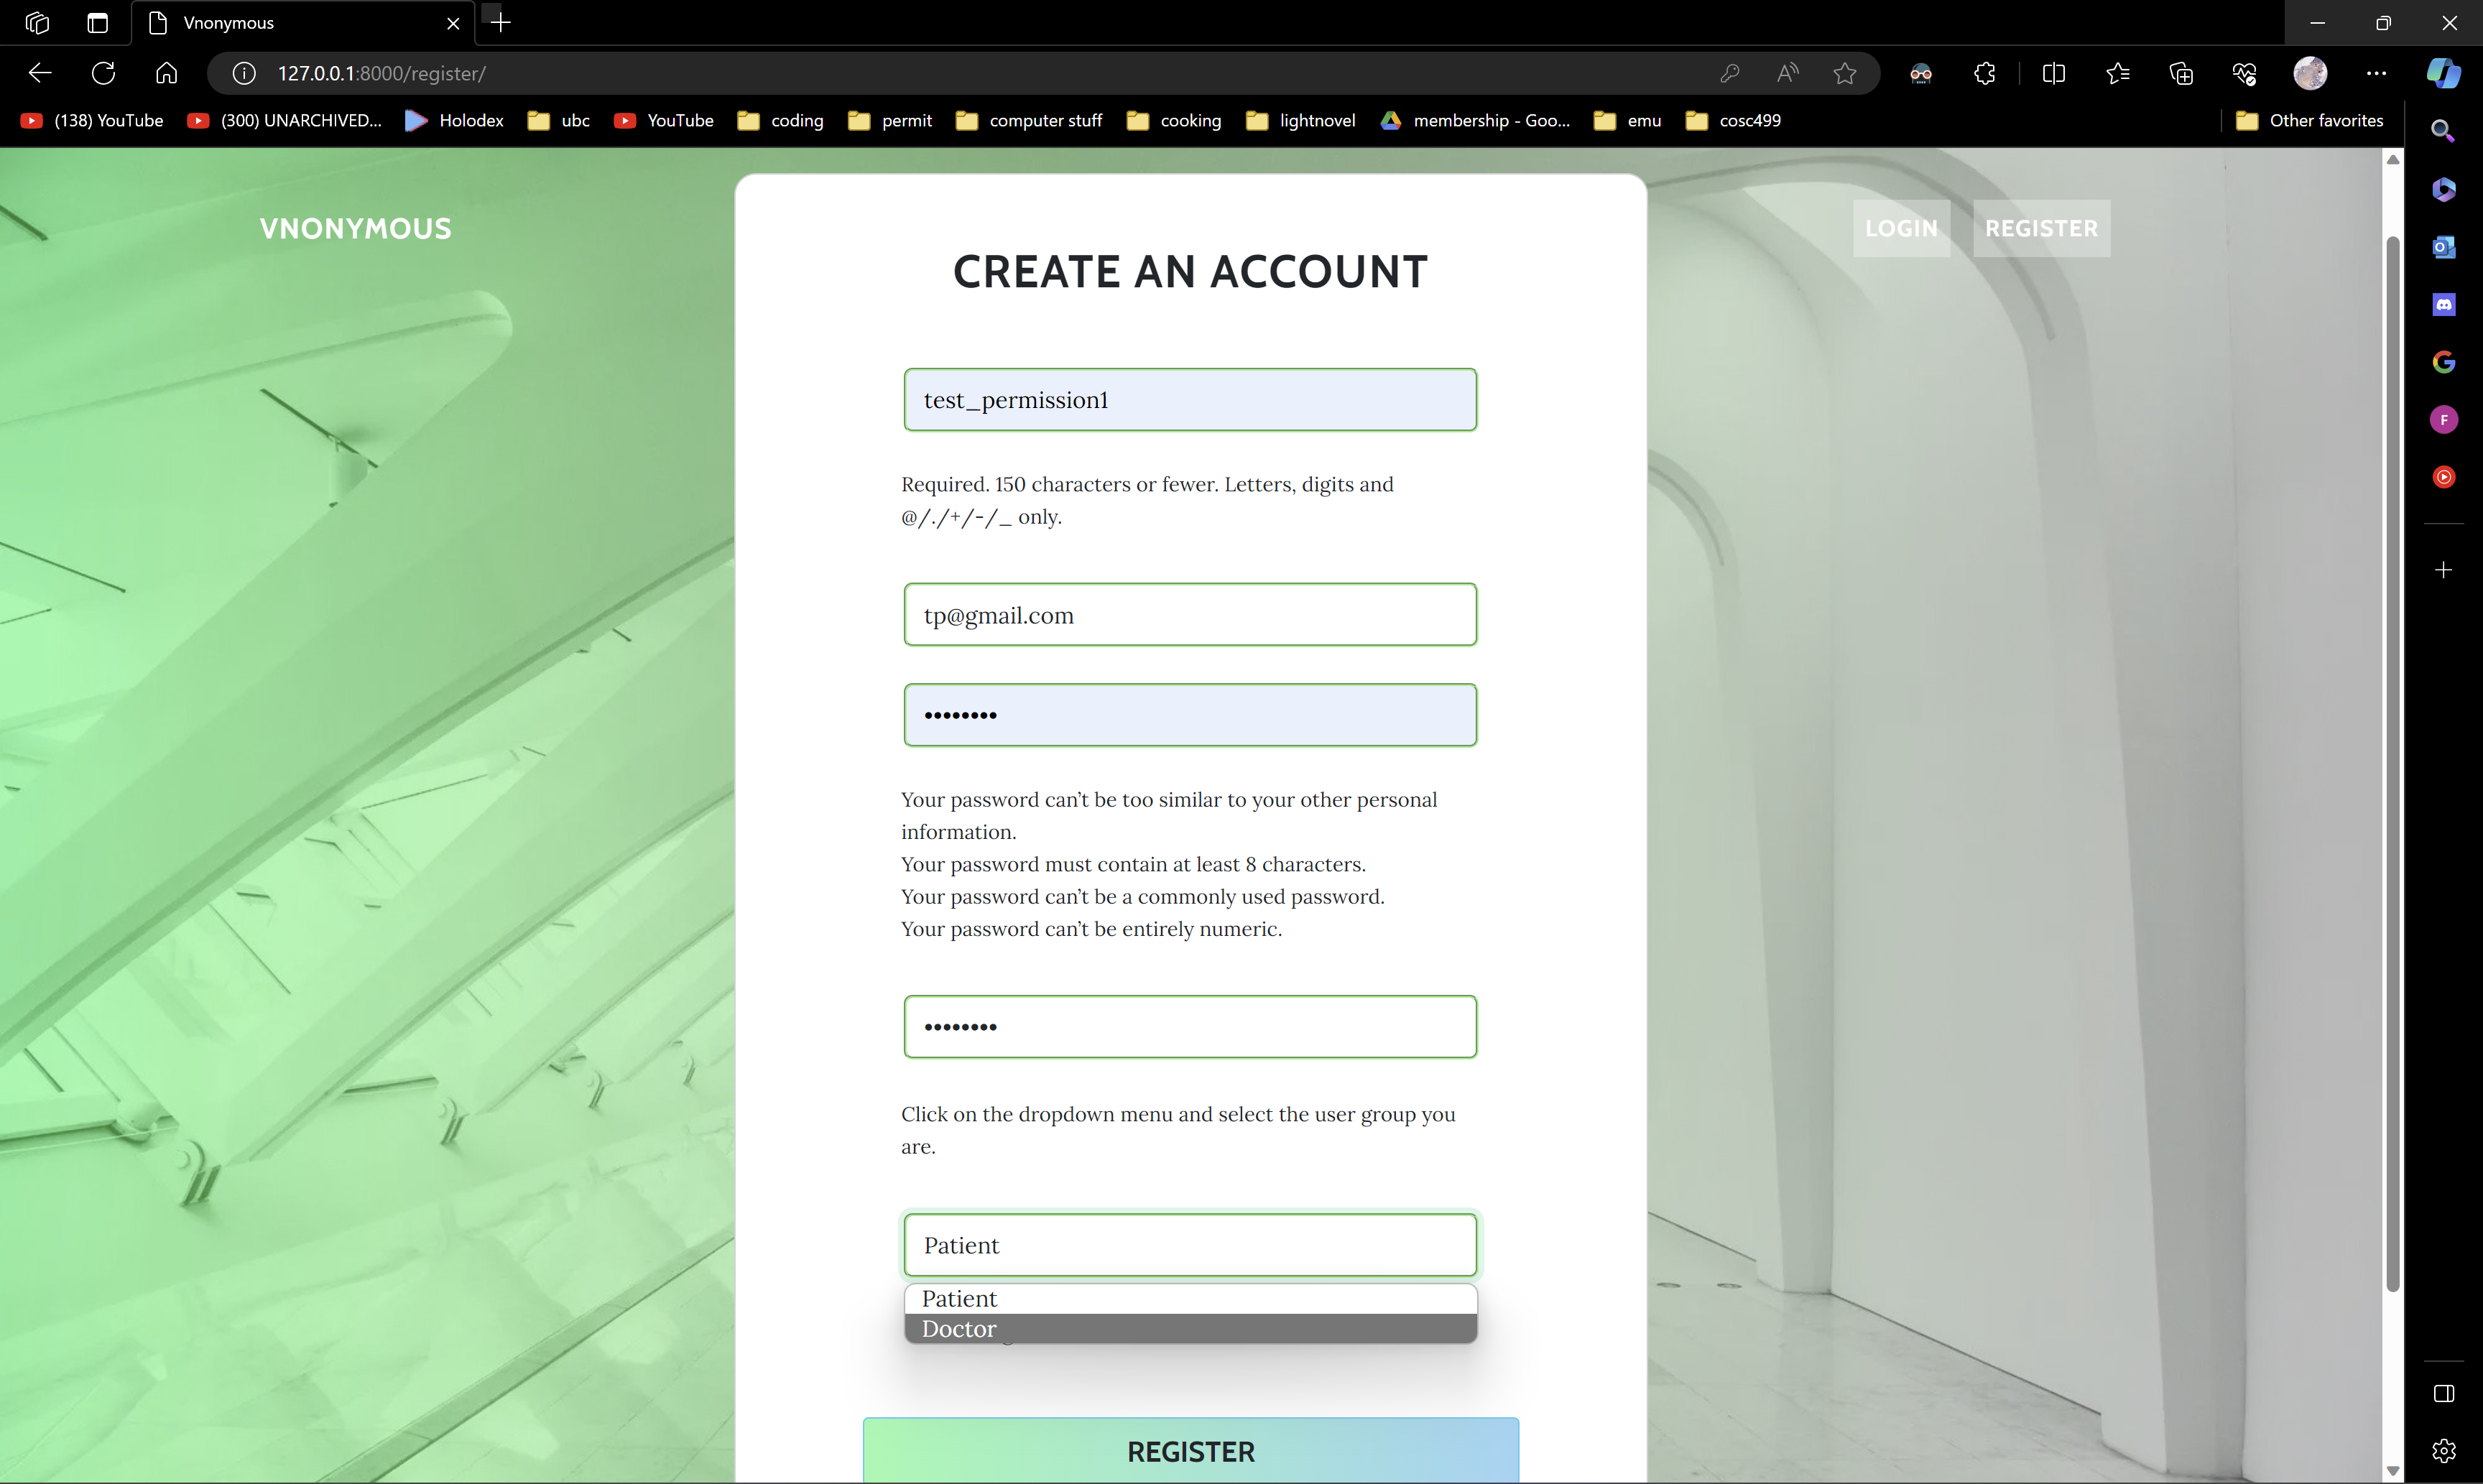 Vnonymous
127.0.0.1:8000/register/
(138) YouTube
(300) UNARCHIVED...
Holodex
ubc
YouTube
coding
permit
computer stuff
cooking
lightnovel
membership - Goo...
emu
cosc499
Other favorites
VNONYMOUS
LOGIN
REGISTER
CREATE AN ACCOUNT
test_permission1
Required. 150 characters or fewer. Letters, digits and
@/./+/-/_ only.
tp@gmail.com
••••••••
Your password can't be too similar to your other personal
information.
Your password must contain at least 8 characters.
Your password can't be a commonly used password.
Your password can't be entirely numeric.
••••••••
Click on the dropdown menu and select the user group you
are.
Patient
Patient
Doctor
REGISTER
F